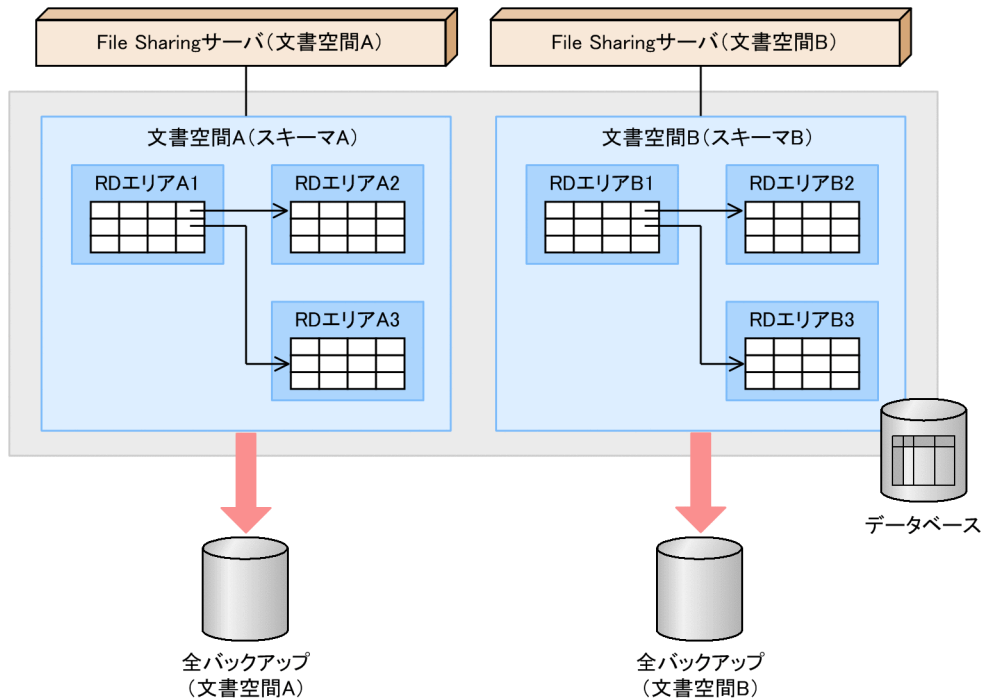 File Sharingサーバ(文書空間A)
File Sharingサーバ(文書空間B)
文書空間A(スキーマA)
RDエリアA1
RDエリアA2
RDエリアA3
文書空間B(スキーマB)
RDエリアB1
RDエリアB2
RDエリアB3
データベース
全バックアップ
(文書空間A)
全バックアップ
(文書空間B)